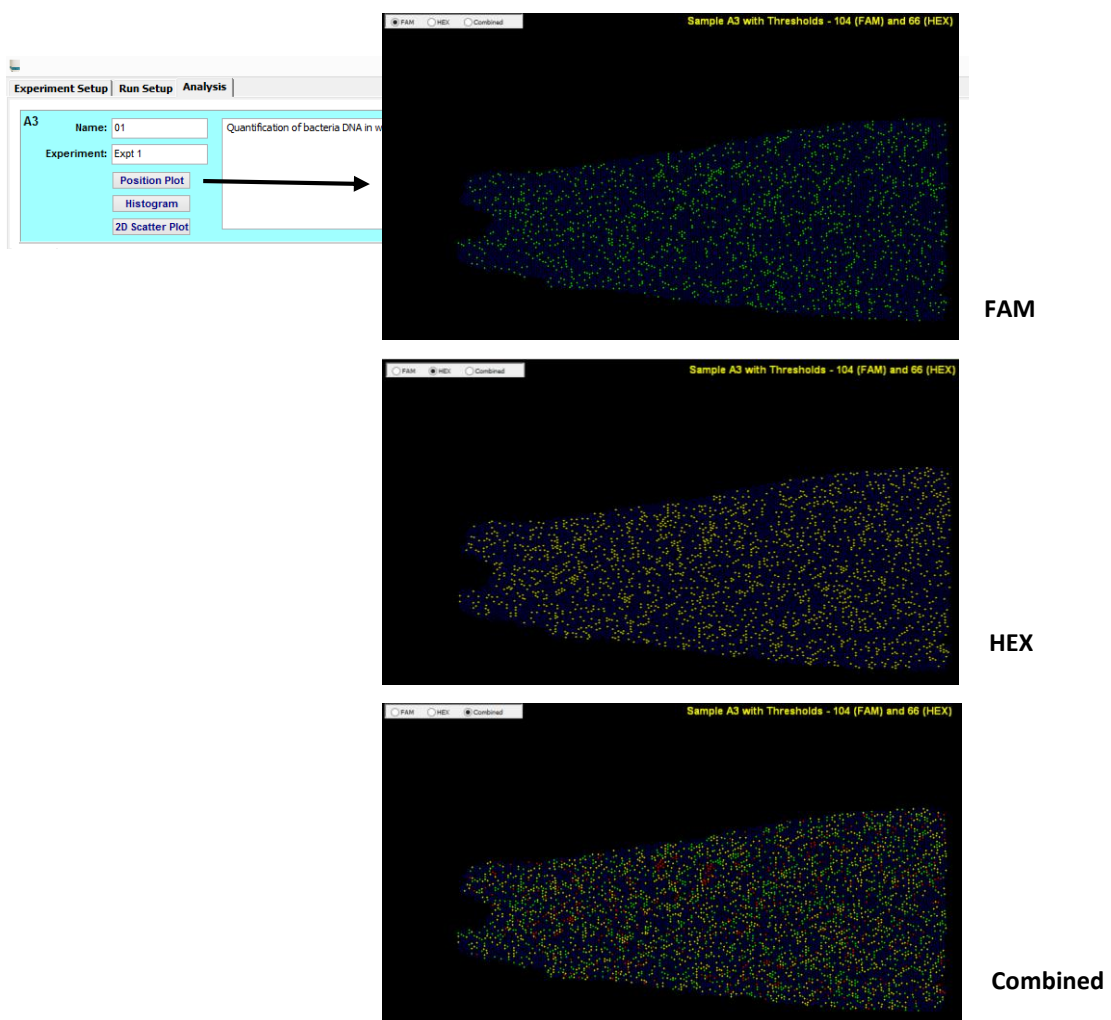 FAM HEX Combined
Sample A3 with Thresholds - 104 (FAM) and 66 (HEX)
Experiment Setup Run Setup Analysis
A3
Name: 01
Quantification of bacteria DNA in w
Experiment: Expt 1
Position Plot
Histogram
2D Scatter Plot
FAM
FAM HEX Combined
Sample A3 with Thresholds - 104 (FAM) and 66 (HEX)
HEX
FAM HEX Combined
Sample A3 with Thresholds - 104 (FAM) and 66 (HEX)
Combined